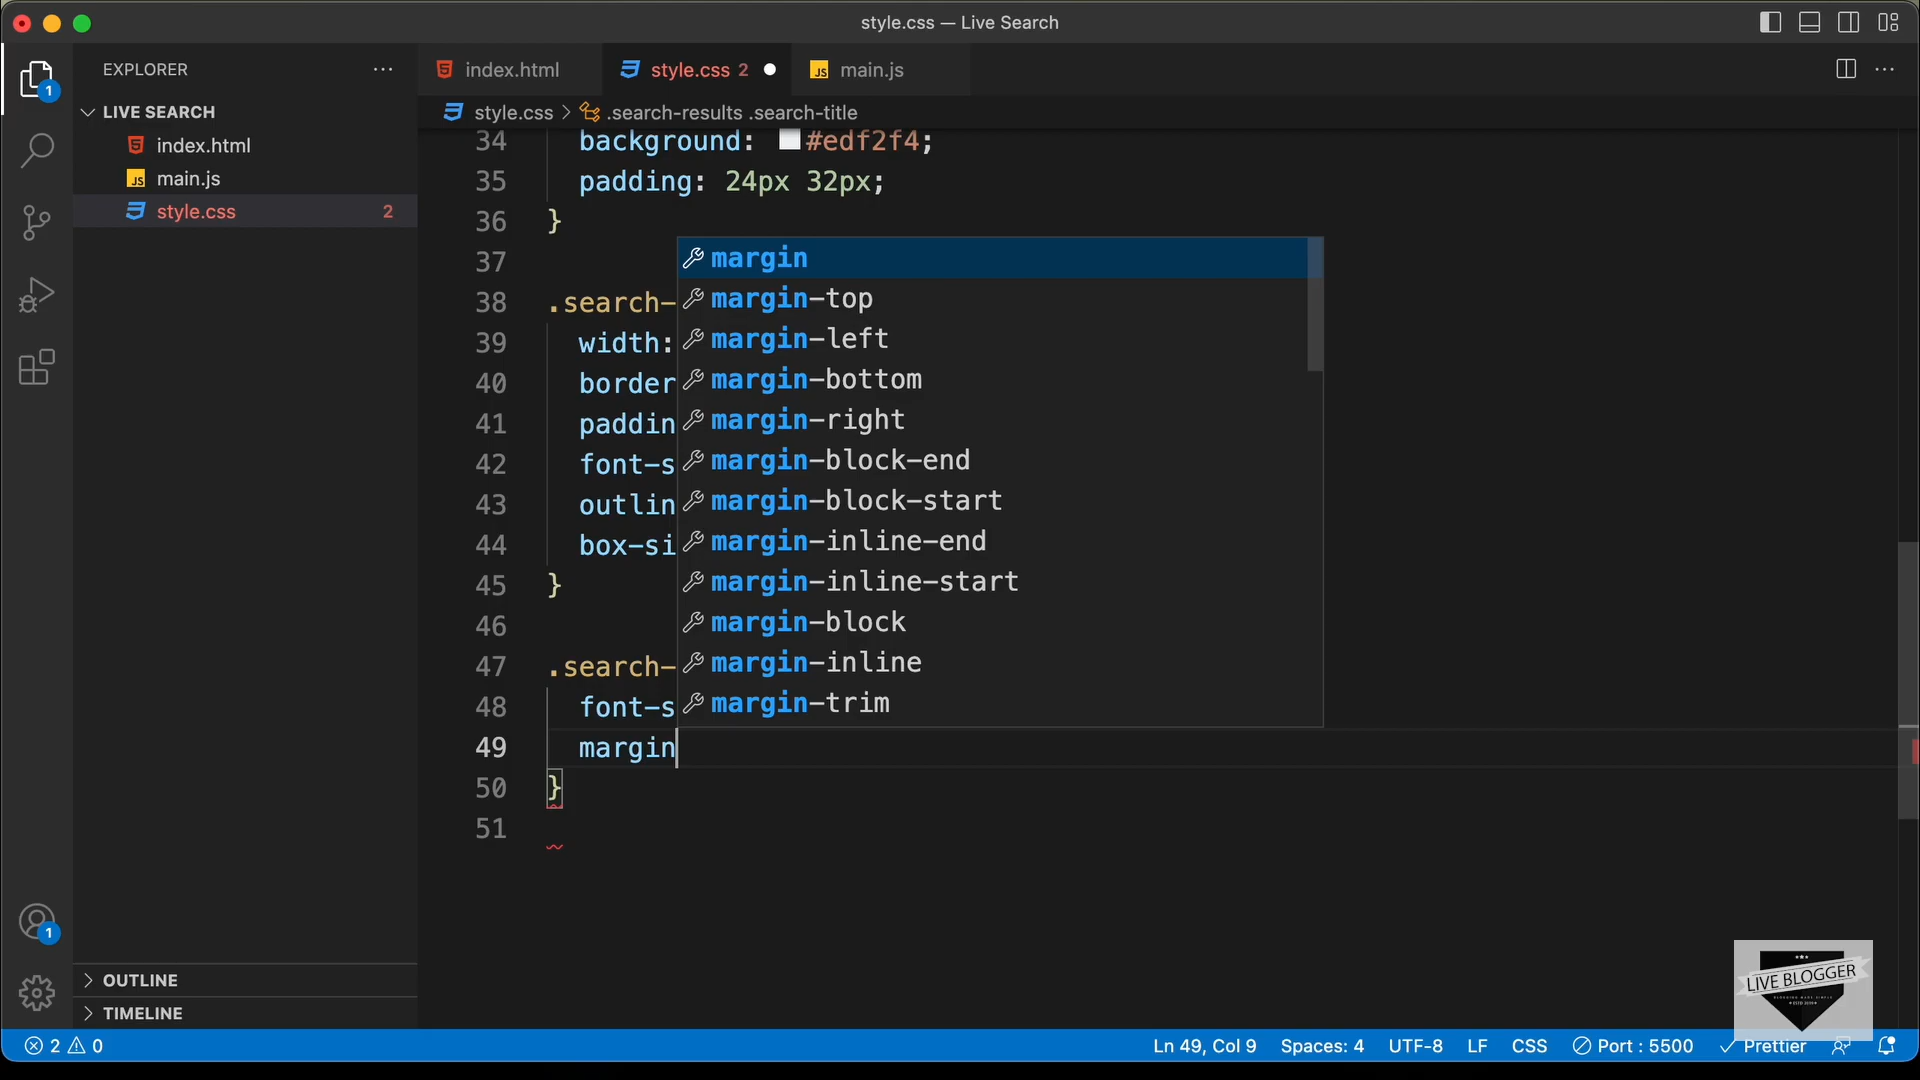 style.css — Live Search
EXPLORER
index.html
style.css 2
main.js
1
LIVE SEARCH
style.css > .search-results .search-title
index.html
main.js
style.css 2
34 background: #edf2f4;
35 padding: 24px 32px;
36 }
37
38 .search-
39 width:
40 border
41 paddin
42 font-s
43 outlin
44 box-si
45 }
46
47 .search-
48 font-s
49 margin
50 }
51
margin
margin-top
margin-left
margin-bottom
margin-right
margin-block-end
margin-block-start
margin-inline-end
margin-inline-start
margin-block
margin-inline
margin-trim
1
OUTLINE
TIMELINE
LIVE BLOGGER
2 0
Ln 49, Col 9
Spaces: 4
UTF-8
LF
CSS
Port : 5500
Prettier